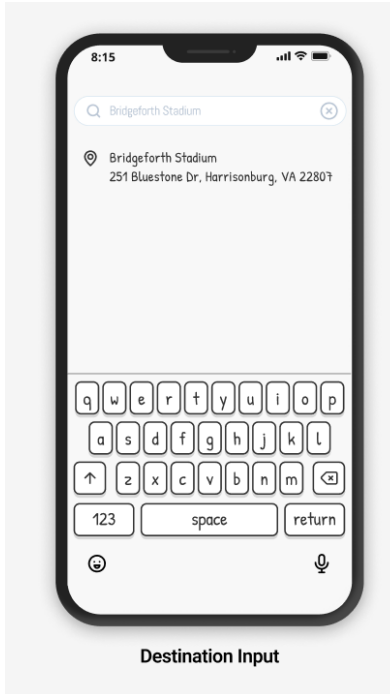 8:15
Bridgeforth Stadium
Bridgeforth Stadium
251 Bluestone Dr, Harrisonburg, VA 22807
q w e r t y u i o p
a s d f g h j k l
z x c v b n m
123 space return
Destination Input